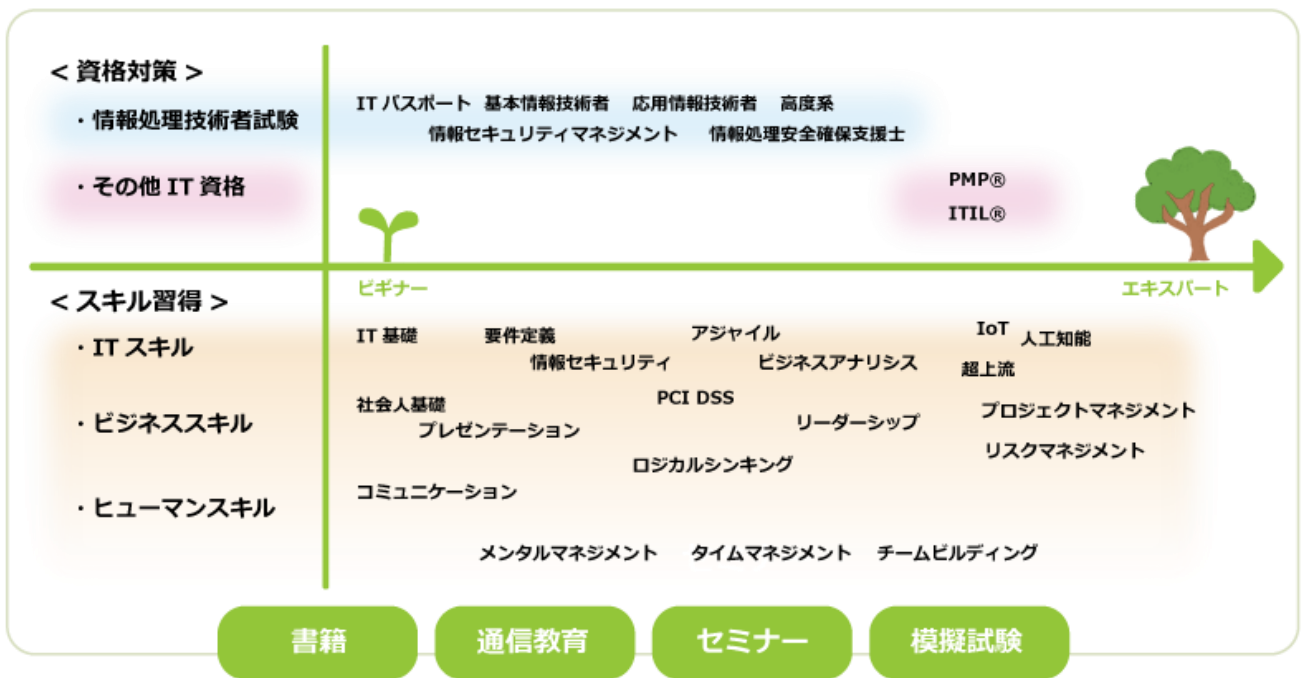 < 資格対策 >
・情報処理技術者試験
IT パスポート 基本情報技術者 応用情報技術者 高度系
情報セキュリティマネジメント 情報処理安全確保支援士
・その他 IT 資格
PMP®
ITIL®
ビギナー エキスパート
< スキル習得 >
・IT スキル
IT 基礎 要件定義 アジャイル IoT 人工知能
情報セキュリティ ビジネスアナリシス 超上流
・ビジネススキル
社会人基礎 PCI DSS プロジェクトマネジメント
プレゼンテーション リーダーシップ
リスクマネジメント
ロジカルシンキング
・ヒューマンスキル
コミュニケーション
メンタルマネジメント タイムマネジメント チームビルディング
書籍 通信教育 セミナー 模擬試験